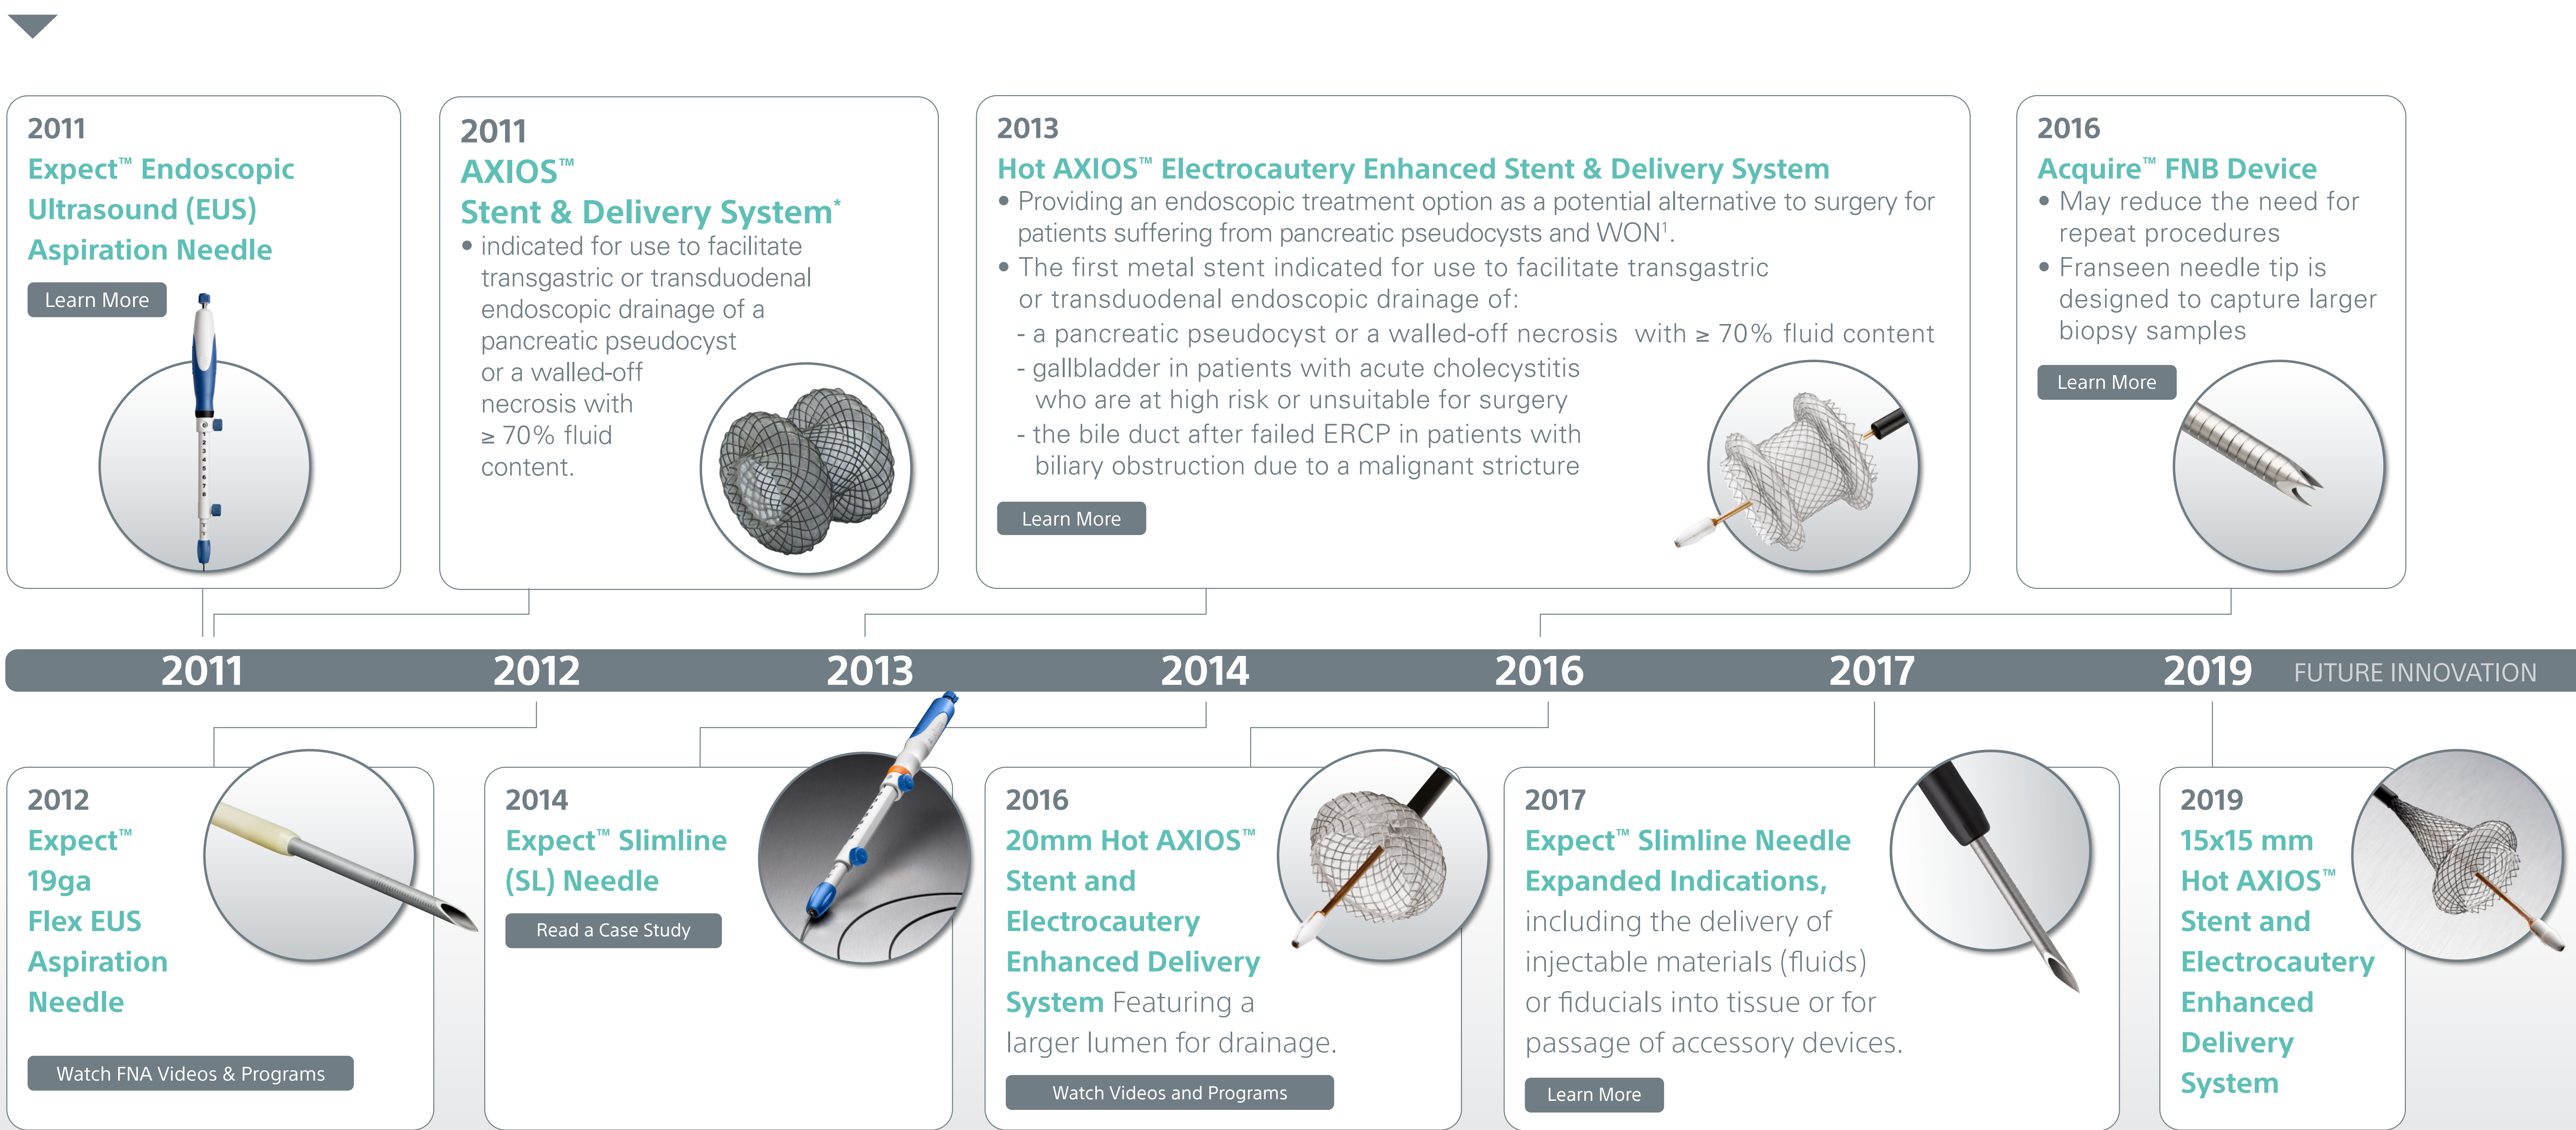 2011
Expect™ Endoscopic
Ultrasound (EUS)
Aspiration Needle
Learn More
2011
AXIOS™
Stent & Delivery System*
• indicated for use to facilitate
transgastric or transduodenal
endoscopic drainage of a
pancreatic pseudocyst
or a walled-off
necrosis with
≥ 70% fluid
content.
2013
Hot AXIOS™ Electrocautery Enhanced Stent & Delivery System
• Providing an endoscopic treatment option as a potential alternative to surgery for
patients suffering from pancreatic pseudocysts and WON¹.
• The first metal stent indicated for use to facilitate transgastric
or transduodenal endoscopic drainage of:
- a pancreatic pseudocyst or a walled-off necrosis with ≥ 70% fluid content
- gallbladder in patients with acute cholecystitis
who are at high risk or unsuitable for surgery
- the bile duct after failed ERCP in patients with
biliary obstruction due to a malignant stricture
Learn More
2016
Acquire™ FNB Device
• May reduce the need for
repeat procedures
• Franseen needle tip is
designed to capture larger
biopsy samples
Learn More
2011 2012 2013 2014 2016 2017 2019 FUTURE INNOVATION
2012
Expect™
19ga
Flex EUS
Aspiration
Needle
Watch FNA Videos & Programs
2014
Expect™ Slimline
(SL) Needle
Read a Case Study
2016
20mm Hot AXIOS™
Stent and
Electrocautery
Enhanced Delivery
System Featuring a
larger lumen for drainage.
Watch Videos and Programs
2017
Expect™ Slimline Needle
Expanded Indications,
including the delivery of
injectable materials (fluids)
or fiducials into tissue or for
passage of accessory devices.
Learn More
2019
15x15 mm
Hot AXIOS™
Stent and
Electrocautery
Enhanced
Delivery
System